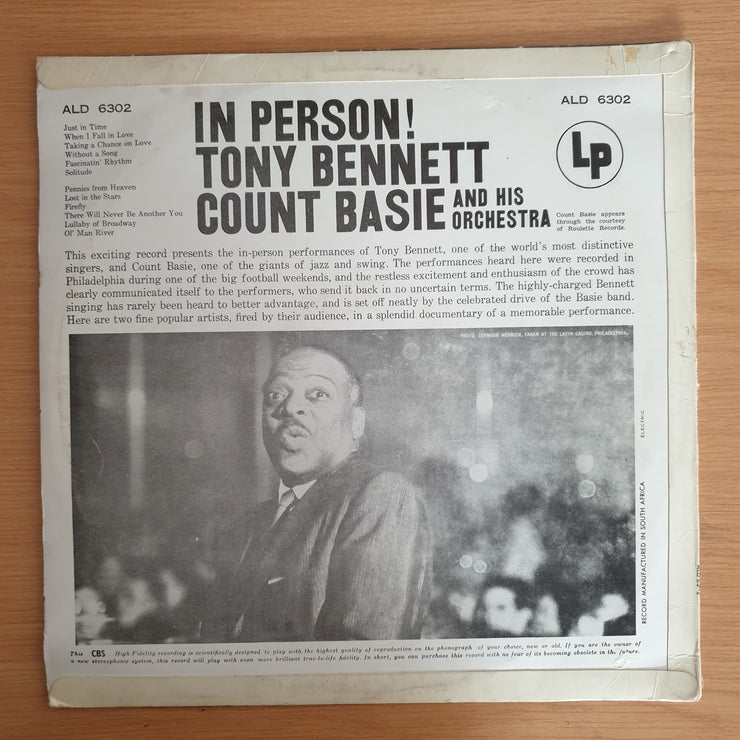 ALD 6302
ALD 6302
Just in Time
When I Fall in Love
Taking a Chance on Love
Without a Song
Fascinatin' Rhythm
Solitude
Pennies from Heaven
Lost in the Stars
Firefly
There Will Never Be Another You
Lullaby of Broadway
Ol' Man River
IN PERSON!
TONY BENNETT
COUNT BASIE AND HIS
ORCHESTRA
LP
Count Basie appears
through the courtesy
of Roulette Records.
This exciting record presents the in-person performances of Tony Bennett, one of the world's most distinctive
singers, and Count Basie, one of the giants of jazz and swing. The performances heard here were recorded in
Philadelphia during one of the big football weekends, and the restless excitement and enthusiasm of the crowd has
clearly communicated itself to the performers, who send it back in no uncertain terms. The highly-charged Bennett
singing has rarely been heard to better advantage, and is set off neatly by the celebrated drive of the Basie band.
Here are two fine popular artists, fired by their audience, in a splendid documentary of a memorable performance.
PHOTO, SEYMOUR MEDNICK, TAKEN AT THE LATIN CASINO, PHILADELPHIA.
ELECTRIC
RECORD MANUFACTURED IN SOUTH AFRICA
This CBS High Fidelity recording is scientifically designed to play with the highest quality of reproduction on the phonograph of your choice, new or old. If you are the owner of
a new stereophonic system, this record will play with even more brilliant true-to-life fidelity. In short, you can purchase this record with no fear of its becoming obsolete in the future.